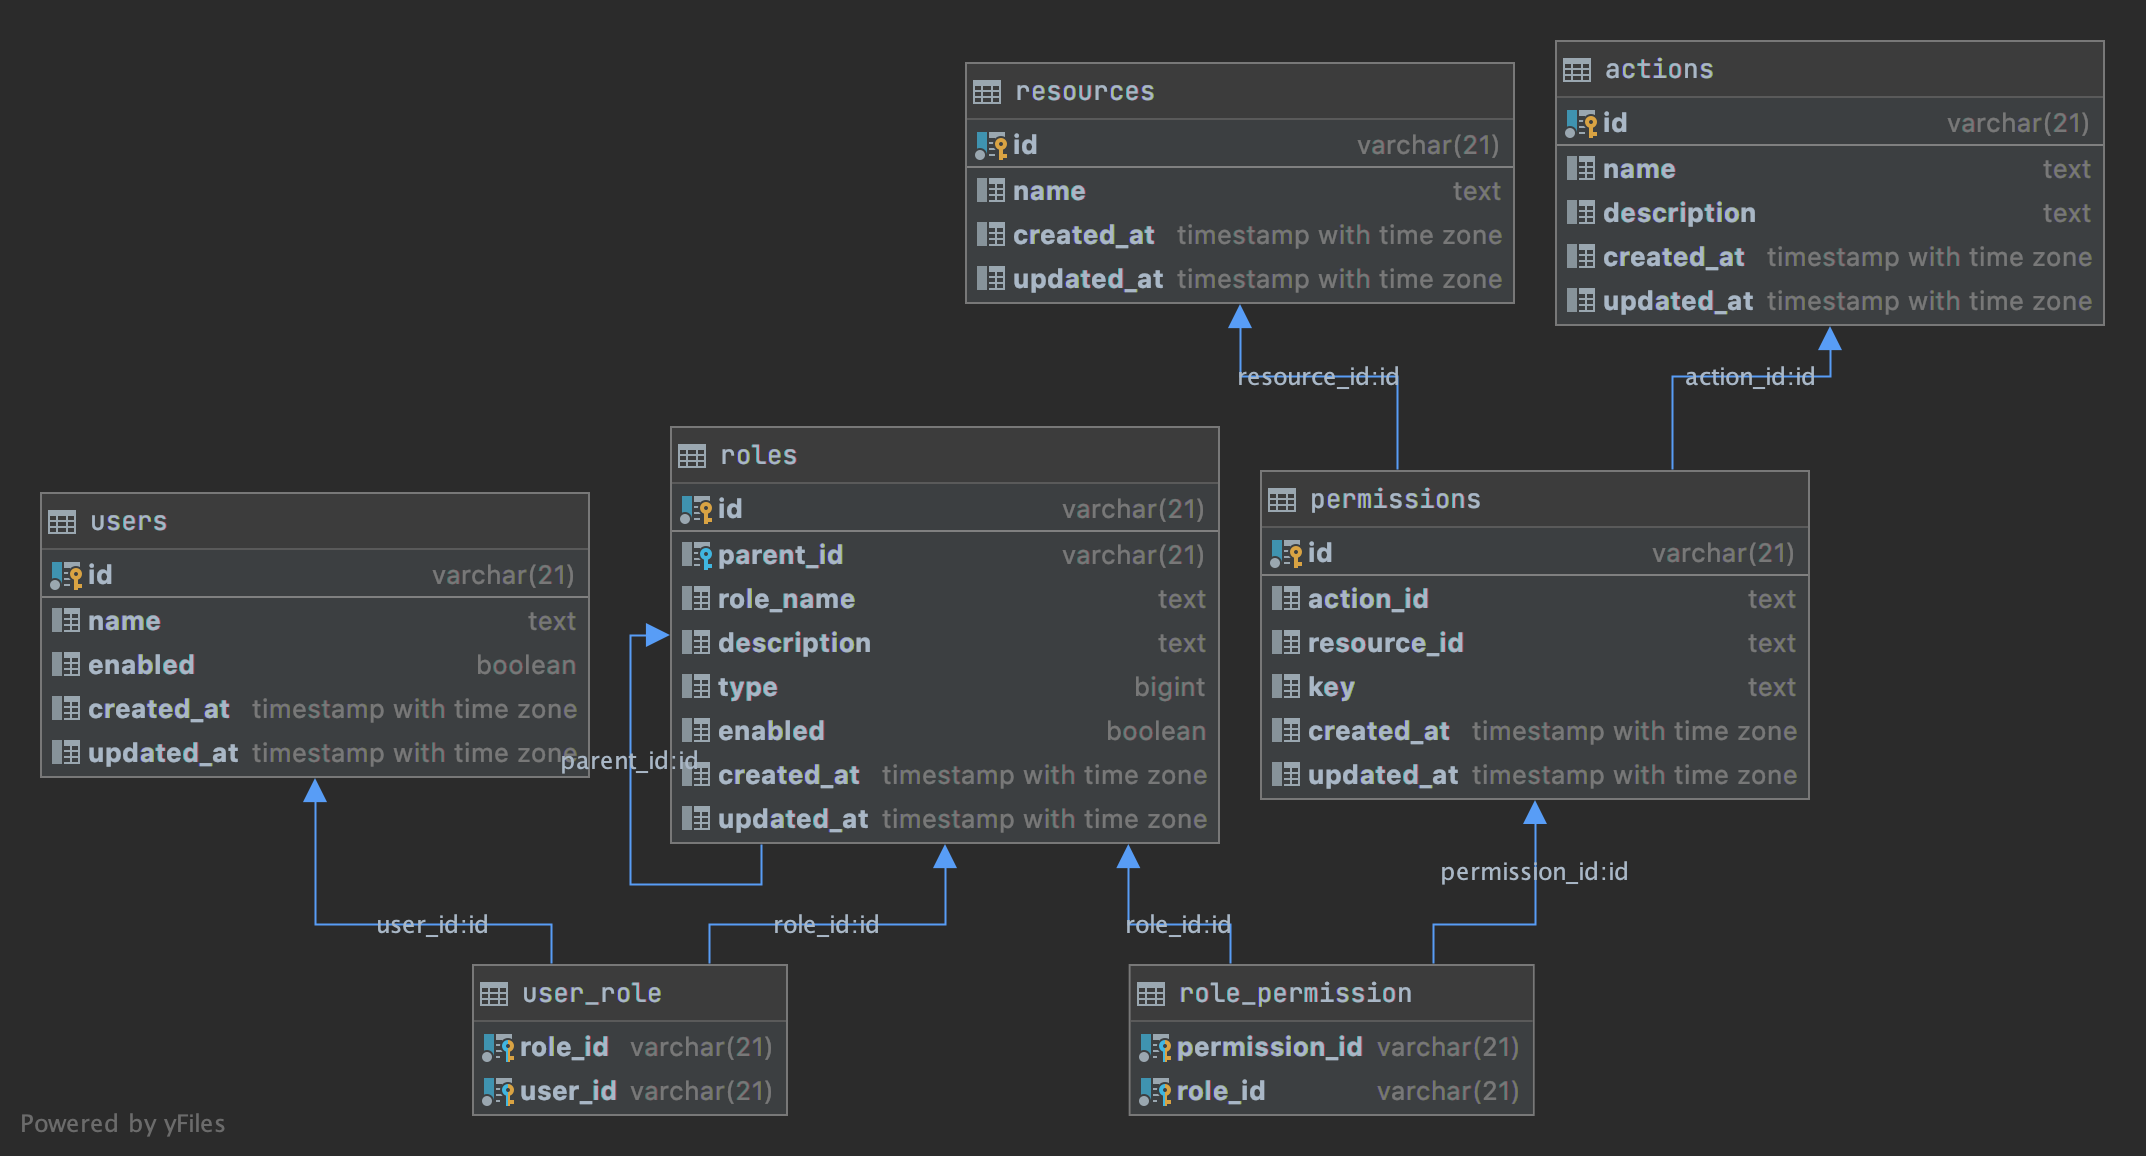 resources
id varchar(21)
name text
created_at timestamp with time zone
updated_at timestamp with time zone
actions
id varchar(21)
name text
description text
created_at timestamp with time zone
updated_at timestamp with time zone
resource_id:id
action_id:id
users
id varchar(21)
name text
enabled boolean
created_at timestamp with time zone
updated_at timestamp with time zone
roles
id varchar(21)
parent_id varchar(21)
role_name text
description text
type bigint
enabled boolean
created_at timestamp with time zone
updated_at timestamp with time zone
parent_id:id
permissions
id varchar(21)
action_id text
resource_id text
key text
created_at timestamp with time zone
updated_at timestamp with time zone
permission_id:id
user_id:id
role_id:id
role_id:id
user_role
role_id varchar(21)
user_id varchar(21)
role_permission
permission_id varchar(21)
role_id varchar(21)
Powered by yFiles